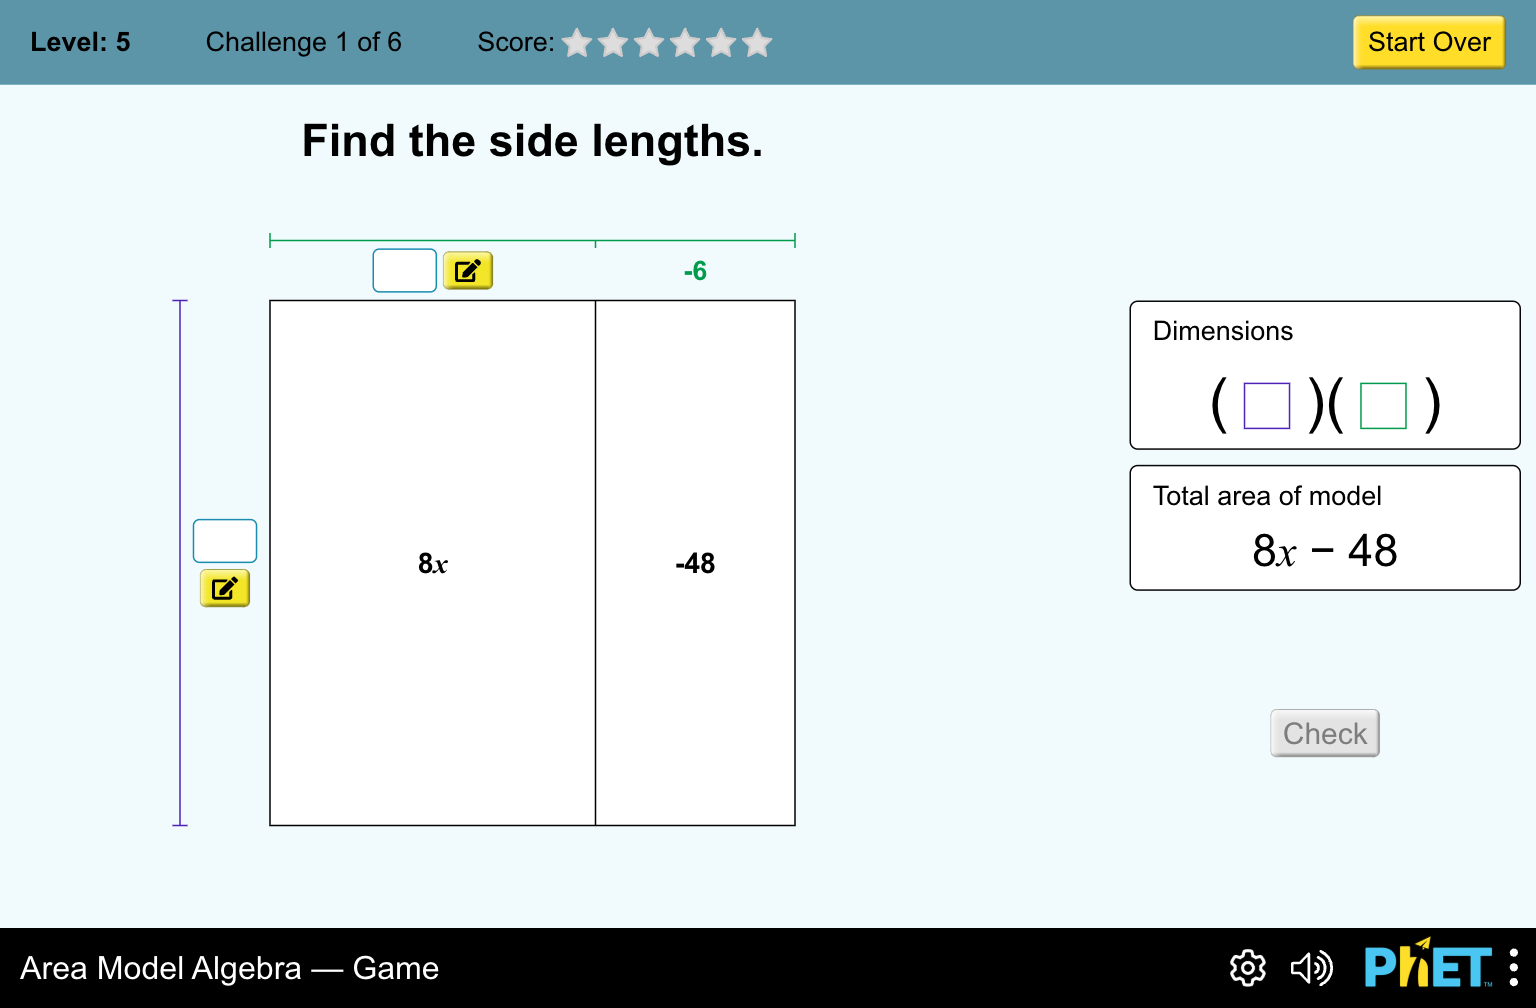 Level: 5 Challenge 1 of 6 Score: Start Over
Find the side lengths.
-6
8x -48
Dimensions
( )( )
Total area of model
8x − 48
Check
Area Model Algebra — Game PhET™